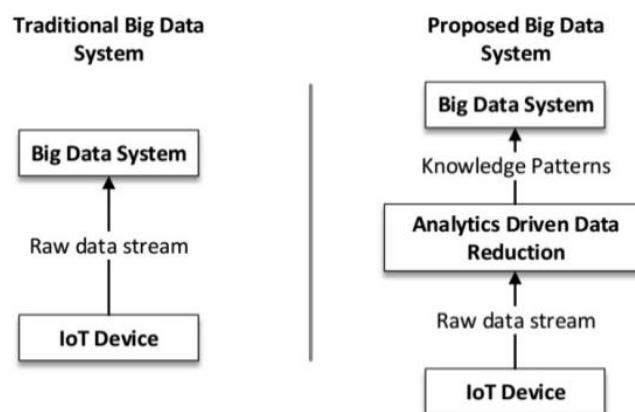 Traditional Big Data
System
Big Data System
Raw data stream
IoT Device
Proposed Big Data
System
Big Data System
Knowledge Patterns
Analytics Driven Data
Reduction
Raw data stream
IoT Device